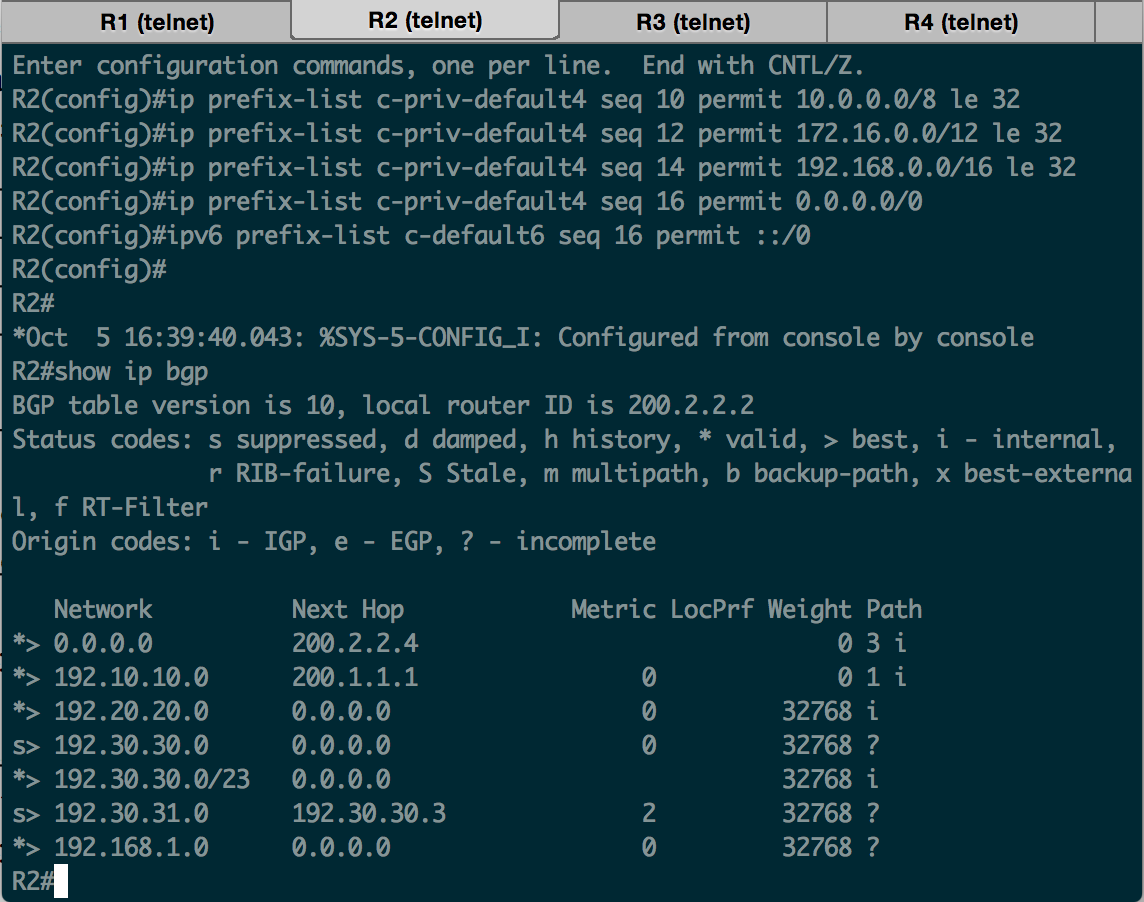 R1 (telnet) R2 (telnet) R3 (telnet) R4 (telnet)
Enter configuration commands, one per line.  End with CNTL/Z.
R2(config)#ip prefix-list c-priv-default4 seq 10 permit 10.0.0.0/8 le 32
R2(config)#ip prefix-list c-priv-default4 seq 12 permit 172.16.0.0/12 le 32
R2(config)#ip prefix-list c-priv-default4 seq 14 permit 192.168.0.0/16 le 32
R2(config)#ip prefix-list c-priv-default4 seq 16 permit 0.0.0.0/0
R2(config)#ipv6 prefix-list c-default6 seq 16 permit ::/0
R2(config)#
R2#
*Oct  5 16:39:40.043: %SYS-5-CONFIG_I: Configured from console by console
R2#show ip bgp
BGP table version is 10, local router ID is 200.2.2.2
Status codes: s suppressed, d damped, h history, * valid, > best, i - internal,
              r RIB-failure, S Stale, m multipath, b backup-path, x best-externa
l, f RT-Filter
Origin codes: i - IGP, e - EGP, ? - incomplete
   Network          Next Hop            Metric LocPrf Weight Path
*> 0.0.0.0          200.2.2.4                              0 3 i
*> 192.10.10.0      200.1.1.1                0             0 1 i
*> 192.20.20.0      0.0.0.0                  0         32768 i
s> 192.30.30.0      0.0.0.0                  0         32768 ?
*> 192.30.30.0/23   0.0.0.0                            32768 i
s> 192.30.31.0      192.30.30.3              2         32768 ?
*> 192.168.1.0      0.0.0.0                  0         32768 ?
R2#